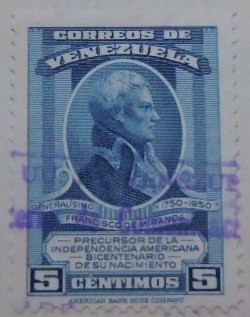 CORREOS DE
VENEZUELA
GENERALISIMO 1750-1950
FRANCISCO DE MIRANDA
PRECURSOR DE LA
INDEPENDENCIA AMERICANA
BICENTENARIO
DE SU NACIMIENTO
5 CENTIMOS 5
AMERICAN BANK NOTE COMPANY